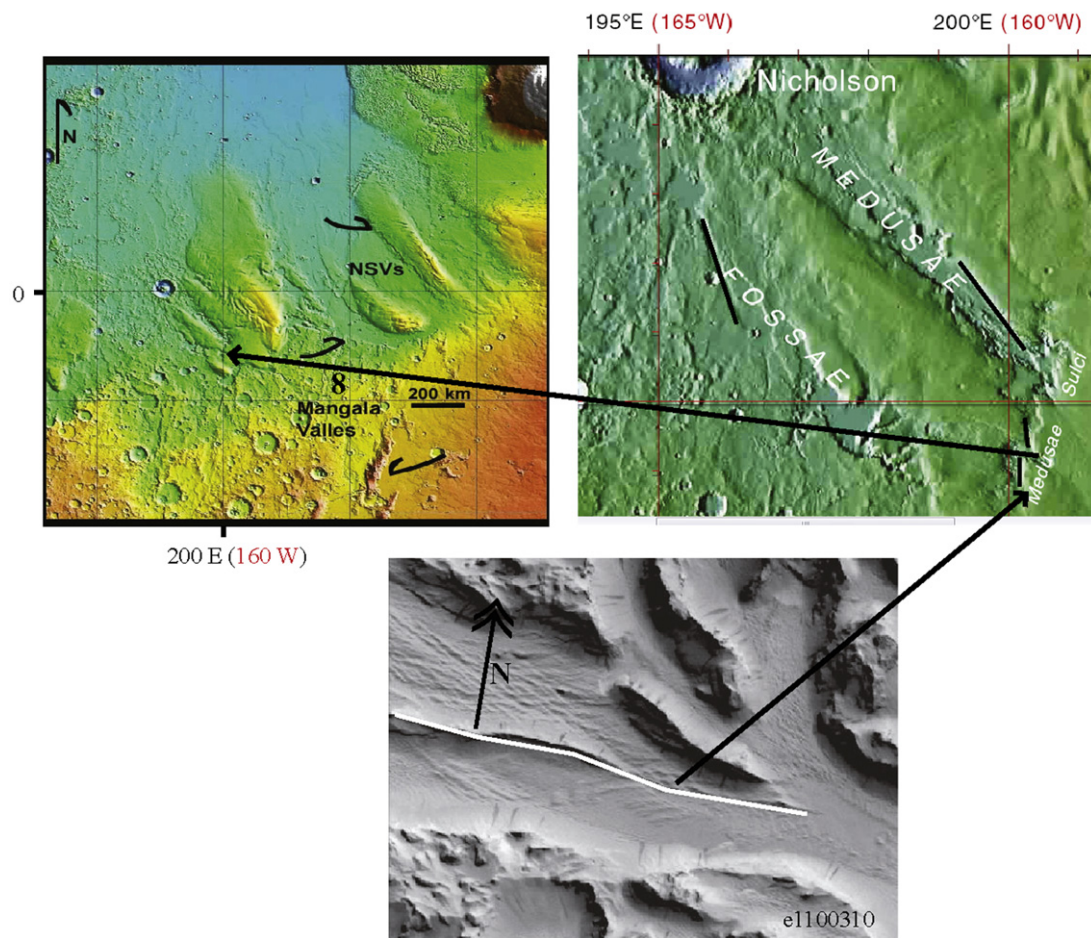 195°E (165°W)
200°E (160°W)
Nicholson
MEDUSAE
FOSSAE
Sulci
Medusae
N
NSVs
0
8
Mangala
Valles
200 km
200 E (160 W)
N
e1100310